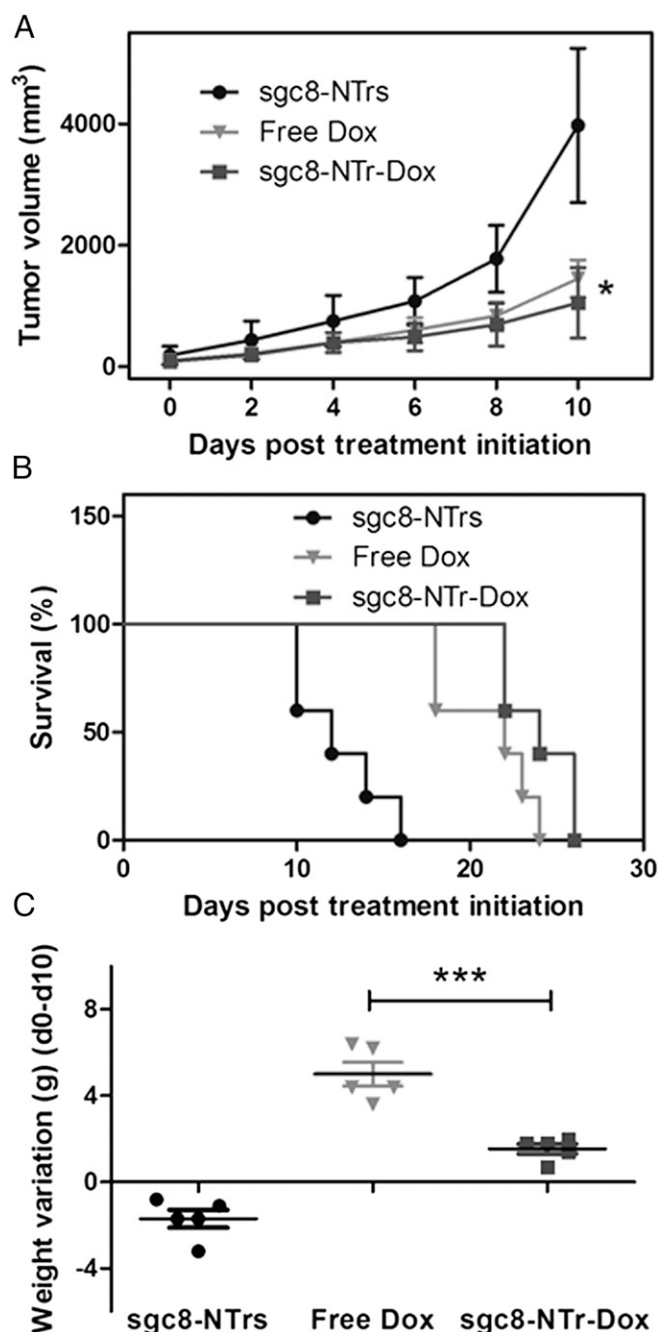 A
Tumor volume (mm³)
4000
2000
0
sgc8-NTrs
Free Dox
sgc8-NTr-Dox
*
0 2 4 6 8 10
Days post treatment initiation
B
Survival (%)
150
100
50
0
sgc8-NTrs
Free Dox
sgc8-NTr-Dox
0 10 20 30
Days post treatment initiation
C
Weight variation (g) (d0-d10)
8
4
0
-4
***
sgc8-NTrs Free Dox sgc8-NTr-Dox